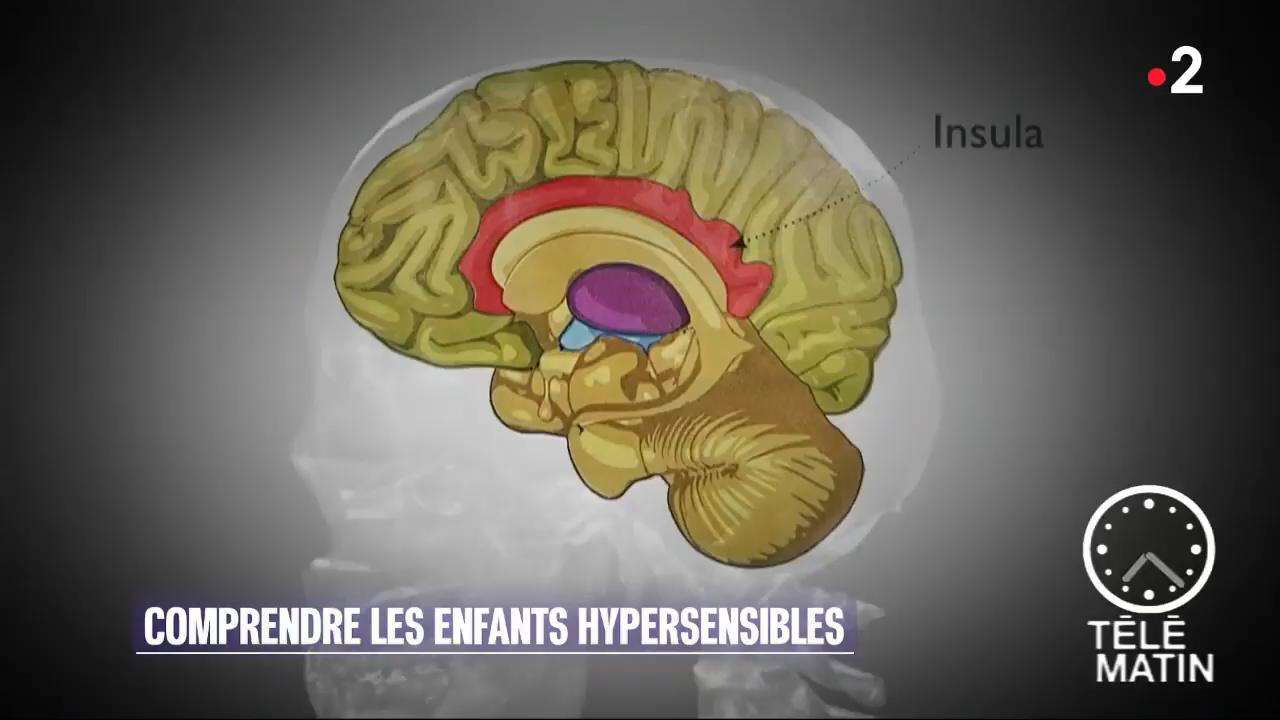 2
Insula
COMPRENDRE LES ENFANTS HYPERSENSIBLES
TÉLÉ
MATIN